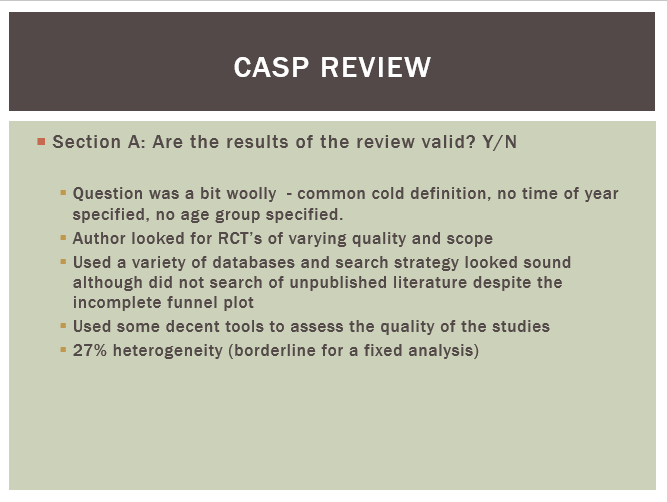 CASP REVIEW
Section A: Are the results of the review valid? Y/N
Question was a bit woolly - common cold definition, no time of year
specified, no age group specified.
Author looked for RCT's of varying quality and scope
Used a variety of databases and search strategy looked sound
although did not search of unpublished literature despite the
incomplete funnel plot
Used some decent tools to assess the quality of the studies
27% heterogeneity (borderline for a fixed analysis)